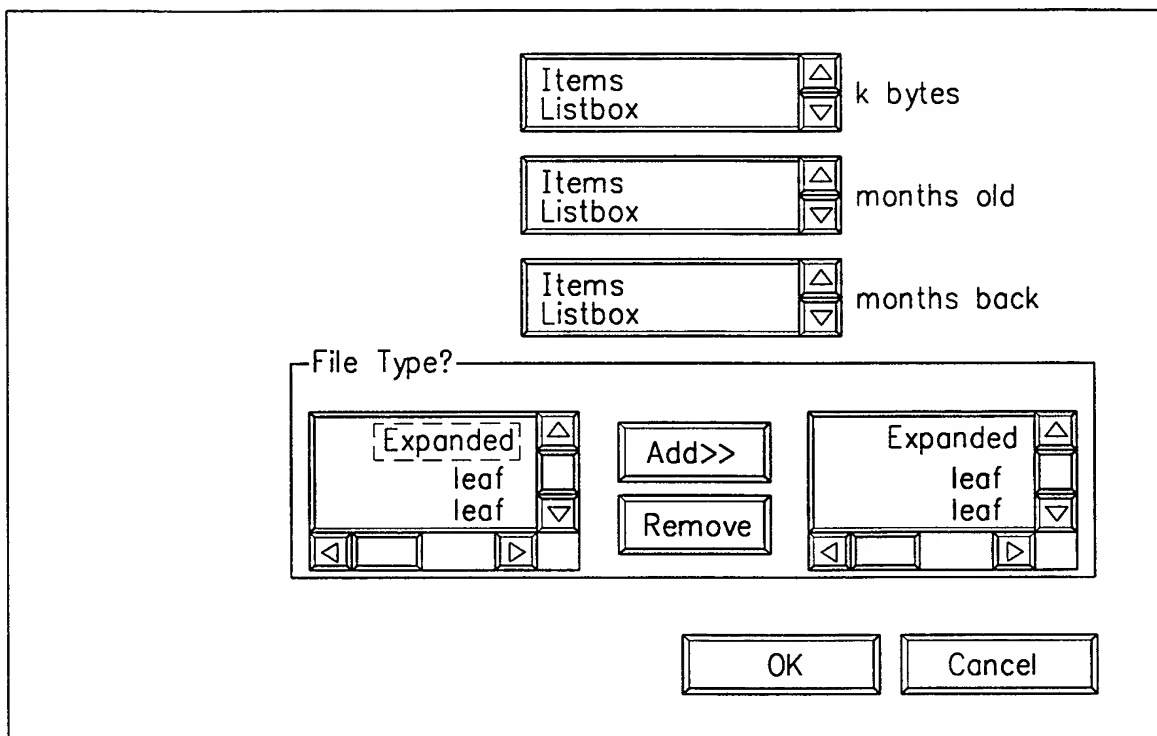 Items
Listbox
k bytes
Items
Listbox
months old
Items
Listbox
months back
File Type?
Expanded
leaf
leaf
Add>>
Remove
Expanded
leaf
leaf
OK
Cancel